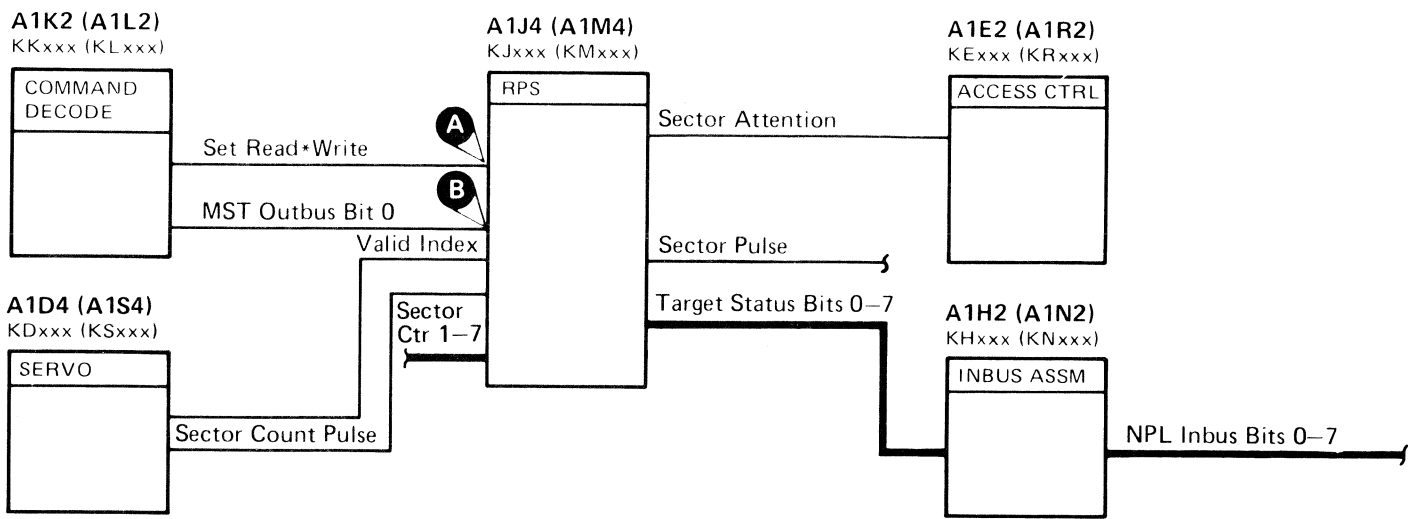 A1K2 (A1L2)
KKxxx (KLxxx)
COMMAND
DECODE
A1J4 (A1M4)
KJxxx (KMxxx)
RPS
A1E2 (A1R2)
KExxx (KRxxx)
ACCESS CTRL
A
Set Read*Write
Sector Attention
B
MST Outbus Bit 0
Valid Index
Sector Pulse
Sector
Ctr 1–7
Target Status Bits 0–7
A1D4 (A1S4)
KDxxx (KSxxx)
SERVO
Sector Count Pulse
A1H2 (A1N2)
KHxxx (KNxxx)
INBUS ASSM
NPL Inbus Bits 0–7